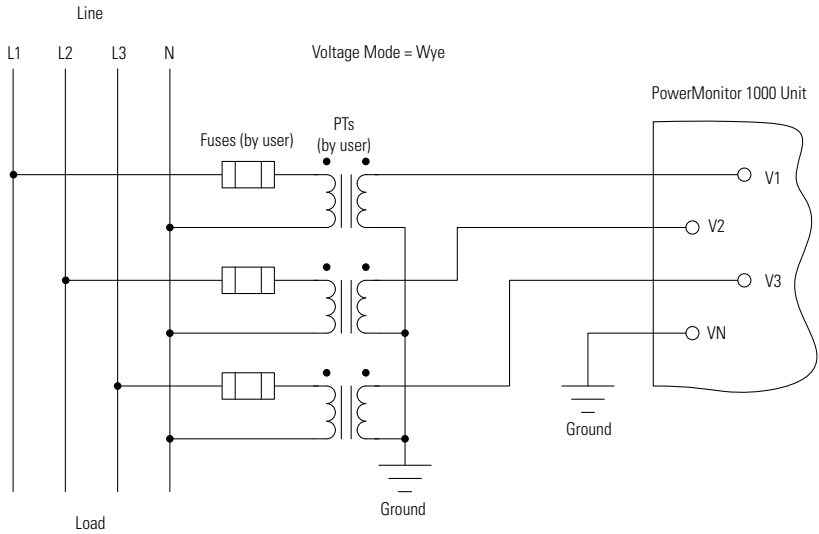 Line
L1 L2 L3 N
Voltage Mode = Wye
PowerMonitor 1000 Unit
Fuses (by user)
PTs
(by user)
V1
V2
V3
VN
Ground
Ground
Load